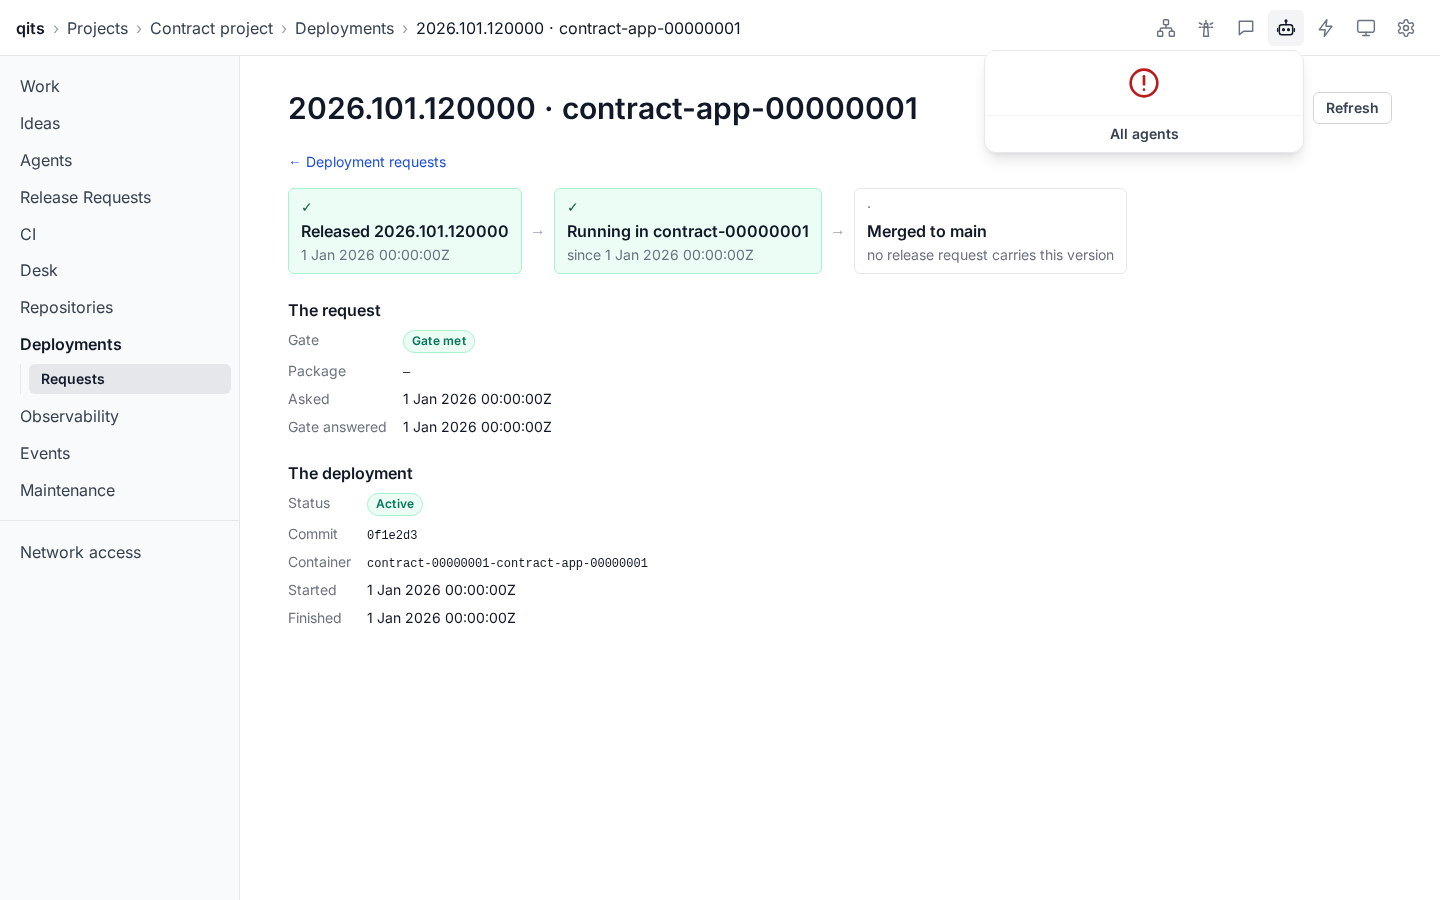 qits › Projects › Contract project › Deployments › 2026.101.120000 · contract-app-00000001
All agents
Work
Ideas
Agents
Release Requests
CI
Desk
Repositories
Deployments
Requests
Observability
Events
Maintenance
Network access
2026.101.120000 · contract-app-00000001
Refresh
← Deployment requests
✓
Released 2026.101.120000
1 Jan 2026 00:00:00Z
→
✓
Running in contract-00000001
since 1 Jan 2026 00:00:00Z
→
·
Merged to main
no release request carries this version
The request
Gate Gate met
Package –
Asked 1 Jan 2026 00:00:00Z
Gate answered 1 Jan 2026 00:00:00Z
The deployment
Status Active
Commit 0f1e2d3
Container contract-00000001-contract-app-00000001
Started 1 Jan 2026 00:00:00Z
Finished 1 Jan 2026 00:00:00Z